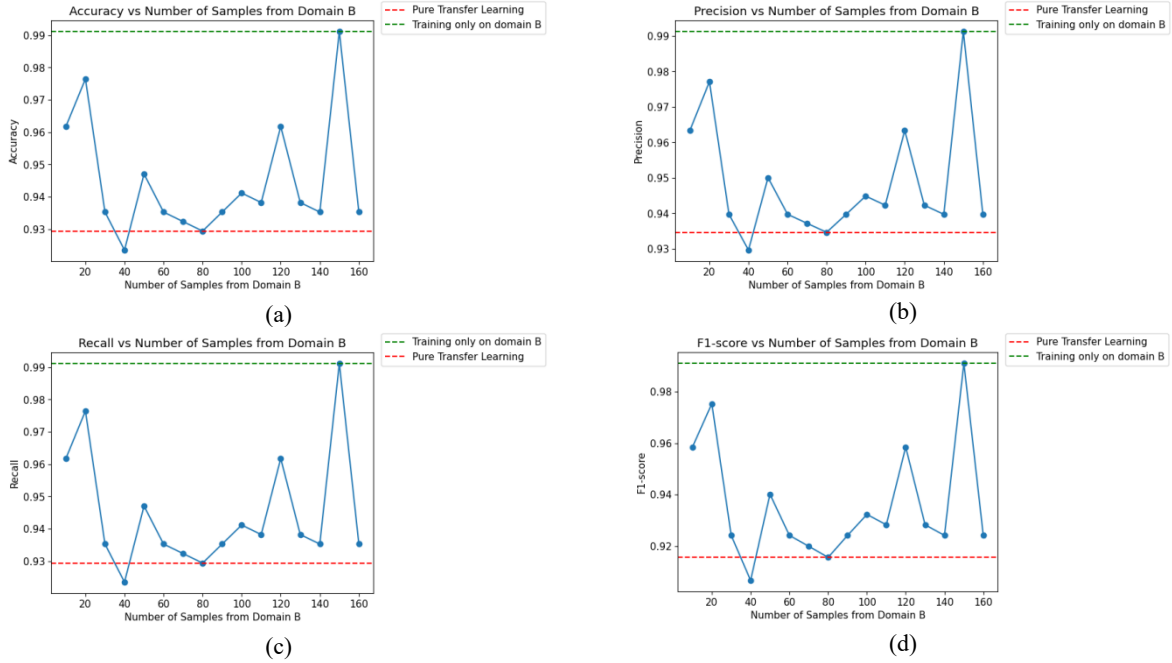 Accuracy vs Number of Samples from Domain B
Pure Transfer Learning
Training only on domain B
0.99
0.98
0.97
0.96
0.95
0.94
0.93
Accuracy
20 40 60 80 100 120 140 160
Number of Samples from Domain B
(a)
Precision vs Number of Samples from Domain B
Pure Transfer Learning
Training only on domain B
0.99
0.98
0.97
0.96
0.95
0.94
0.93
Precision
20 40 60 80 100 120 140 160
Number of Samples from Domain B
(b)
Recall vs Number of Samples from Domain B
Training only on domain B
Pure Transfer Learning
0.99
0.98
0.97
0.96
0.95
0.94
0.93
Recall
20 40 60 80 100 120 140 160
Number of Samples from Domain B
(c)
F1-score vs Number of Samples from Domain B
Pure Transfer Learning
Training only on domain B
0.98
0.96
0.94
0.92
F1-score
20 40 60 80 100 120 140 160
Number of Samples from Domain B
(d)